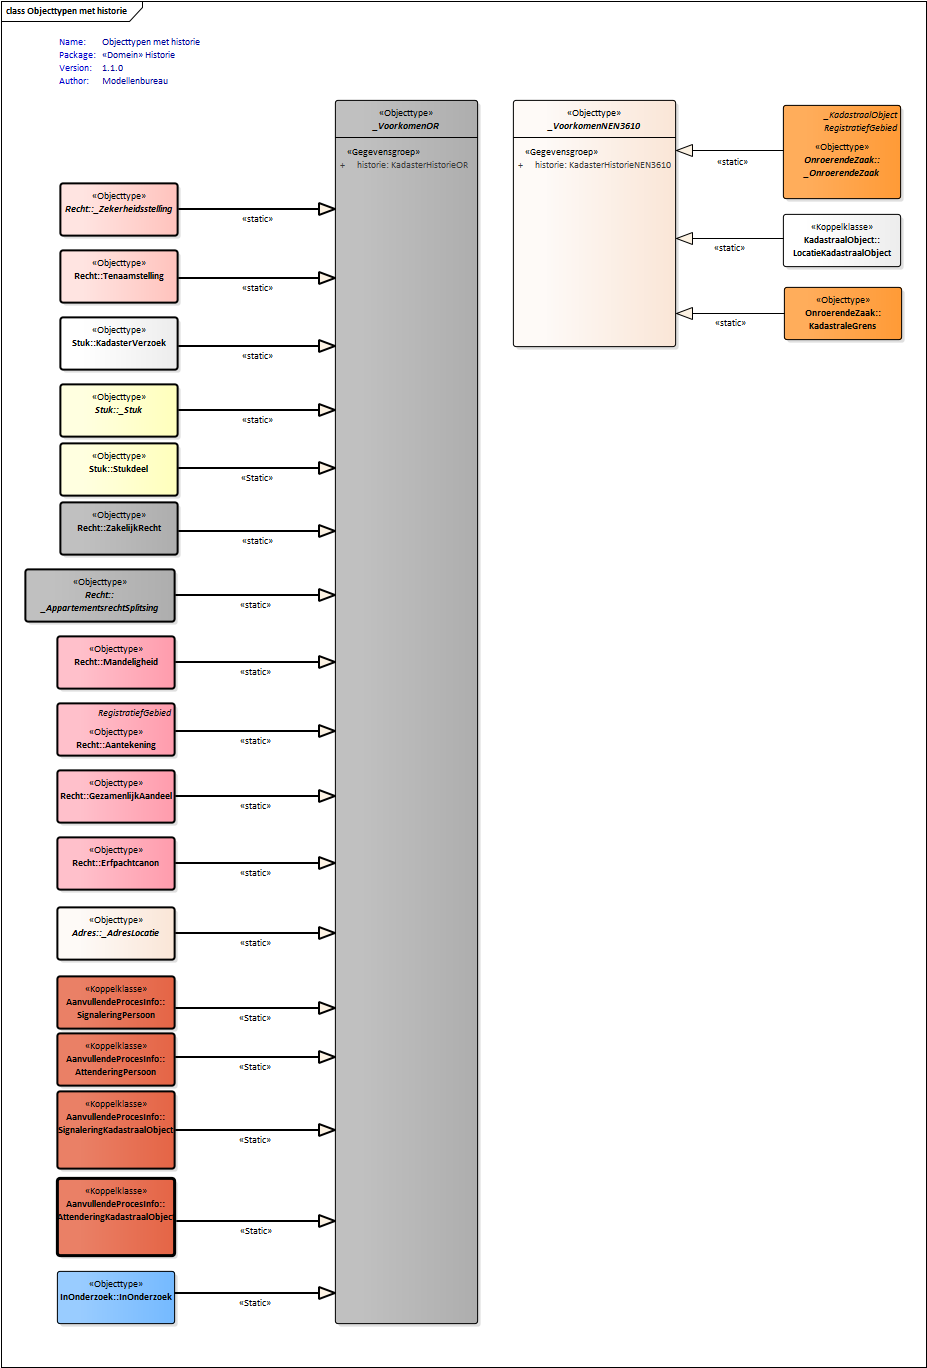 class Objecttypen met historie
Name: Objecttypen met historie
Package: «Domein» Historie
Version: 1.1.0
Author: Modellenbureau
«Objecttype»
_VoorkomenOR
«Gegevensgroep»
+ historie: KadasterHistorieOR
«Objecttype»
_VoorkomenNEN3610
«Gegevensgroep»
+ historie: KadasterHistorieNEN3610
_KadastraalObject
RegistratiefGebied
«Objecttype»
OnroerendeZaak::
_OnroerendeZaak
«static»
«Koppelklasse»
KadastraalObject::
LocatieKadastraalObject
«static»
«Objecttype»
OnroerendeZaak::
KadastraleGrens
«static»
«Objecttype»
Recht::_Zekerheidsstelling
«static»
«Objecttype»
Recht::Tenaamstelling
«static»
«Objecttype»
Stuk::KadasterVerzoek
«static»
«Objecttype»
Stuk::_Stuk
«static»
«Objecttype»
Stuk::Stukdeel
«Static»
«Objecttype»
Recht::ZakelijkRecht
«static»
«Objecttype»
Recht::
_AppartementsrechtSplitsing
«static»
«Objecttype»
Recht::Mandeligheid
«static»
RegistratiefGebied
«Objecttype»
Recht::Aantekening
«static»
«Objecttype»
Recht::GezamenlijkAandeel
«static»
«Objecttype»
Recht::Erfpachtcanon
«static»
«Objecttype»
Adres::_AdresLocatie
«static»
«Koppelklasse»
AanvullendeProcesInfo::
SignaleringPersoon
«Static»
«Koppelklasse»
AanvullendeProcesInfo::
AttenderingPersoon
«Static»
«Koppelklasse»
AanvullendeProcesInfo::
SignaleringKadastraalObject
«Static»
«Koppelklasse»
AanvullendeProcesInfo::
AttenderingKadastraalObject
«Static»
«Objecttype»
InOnderzoek::InOnderzoek
«Static»